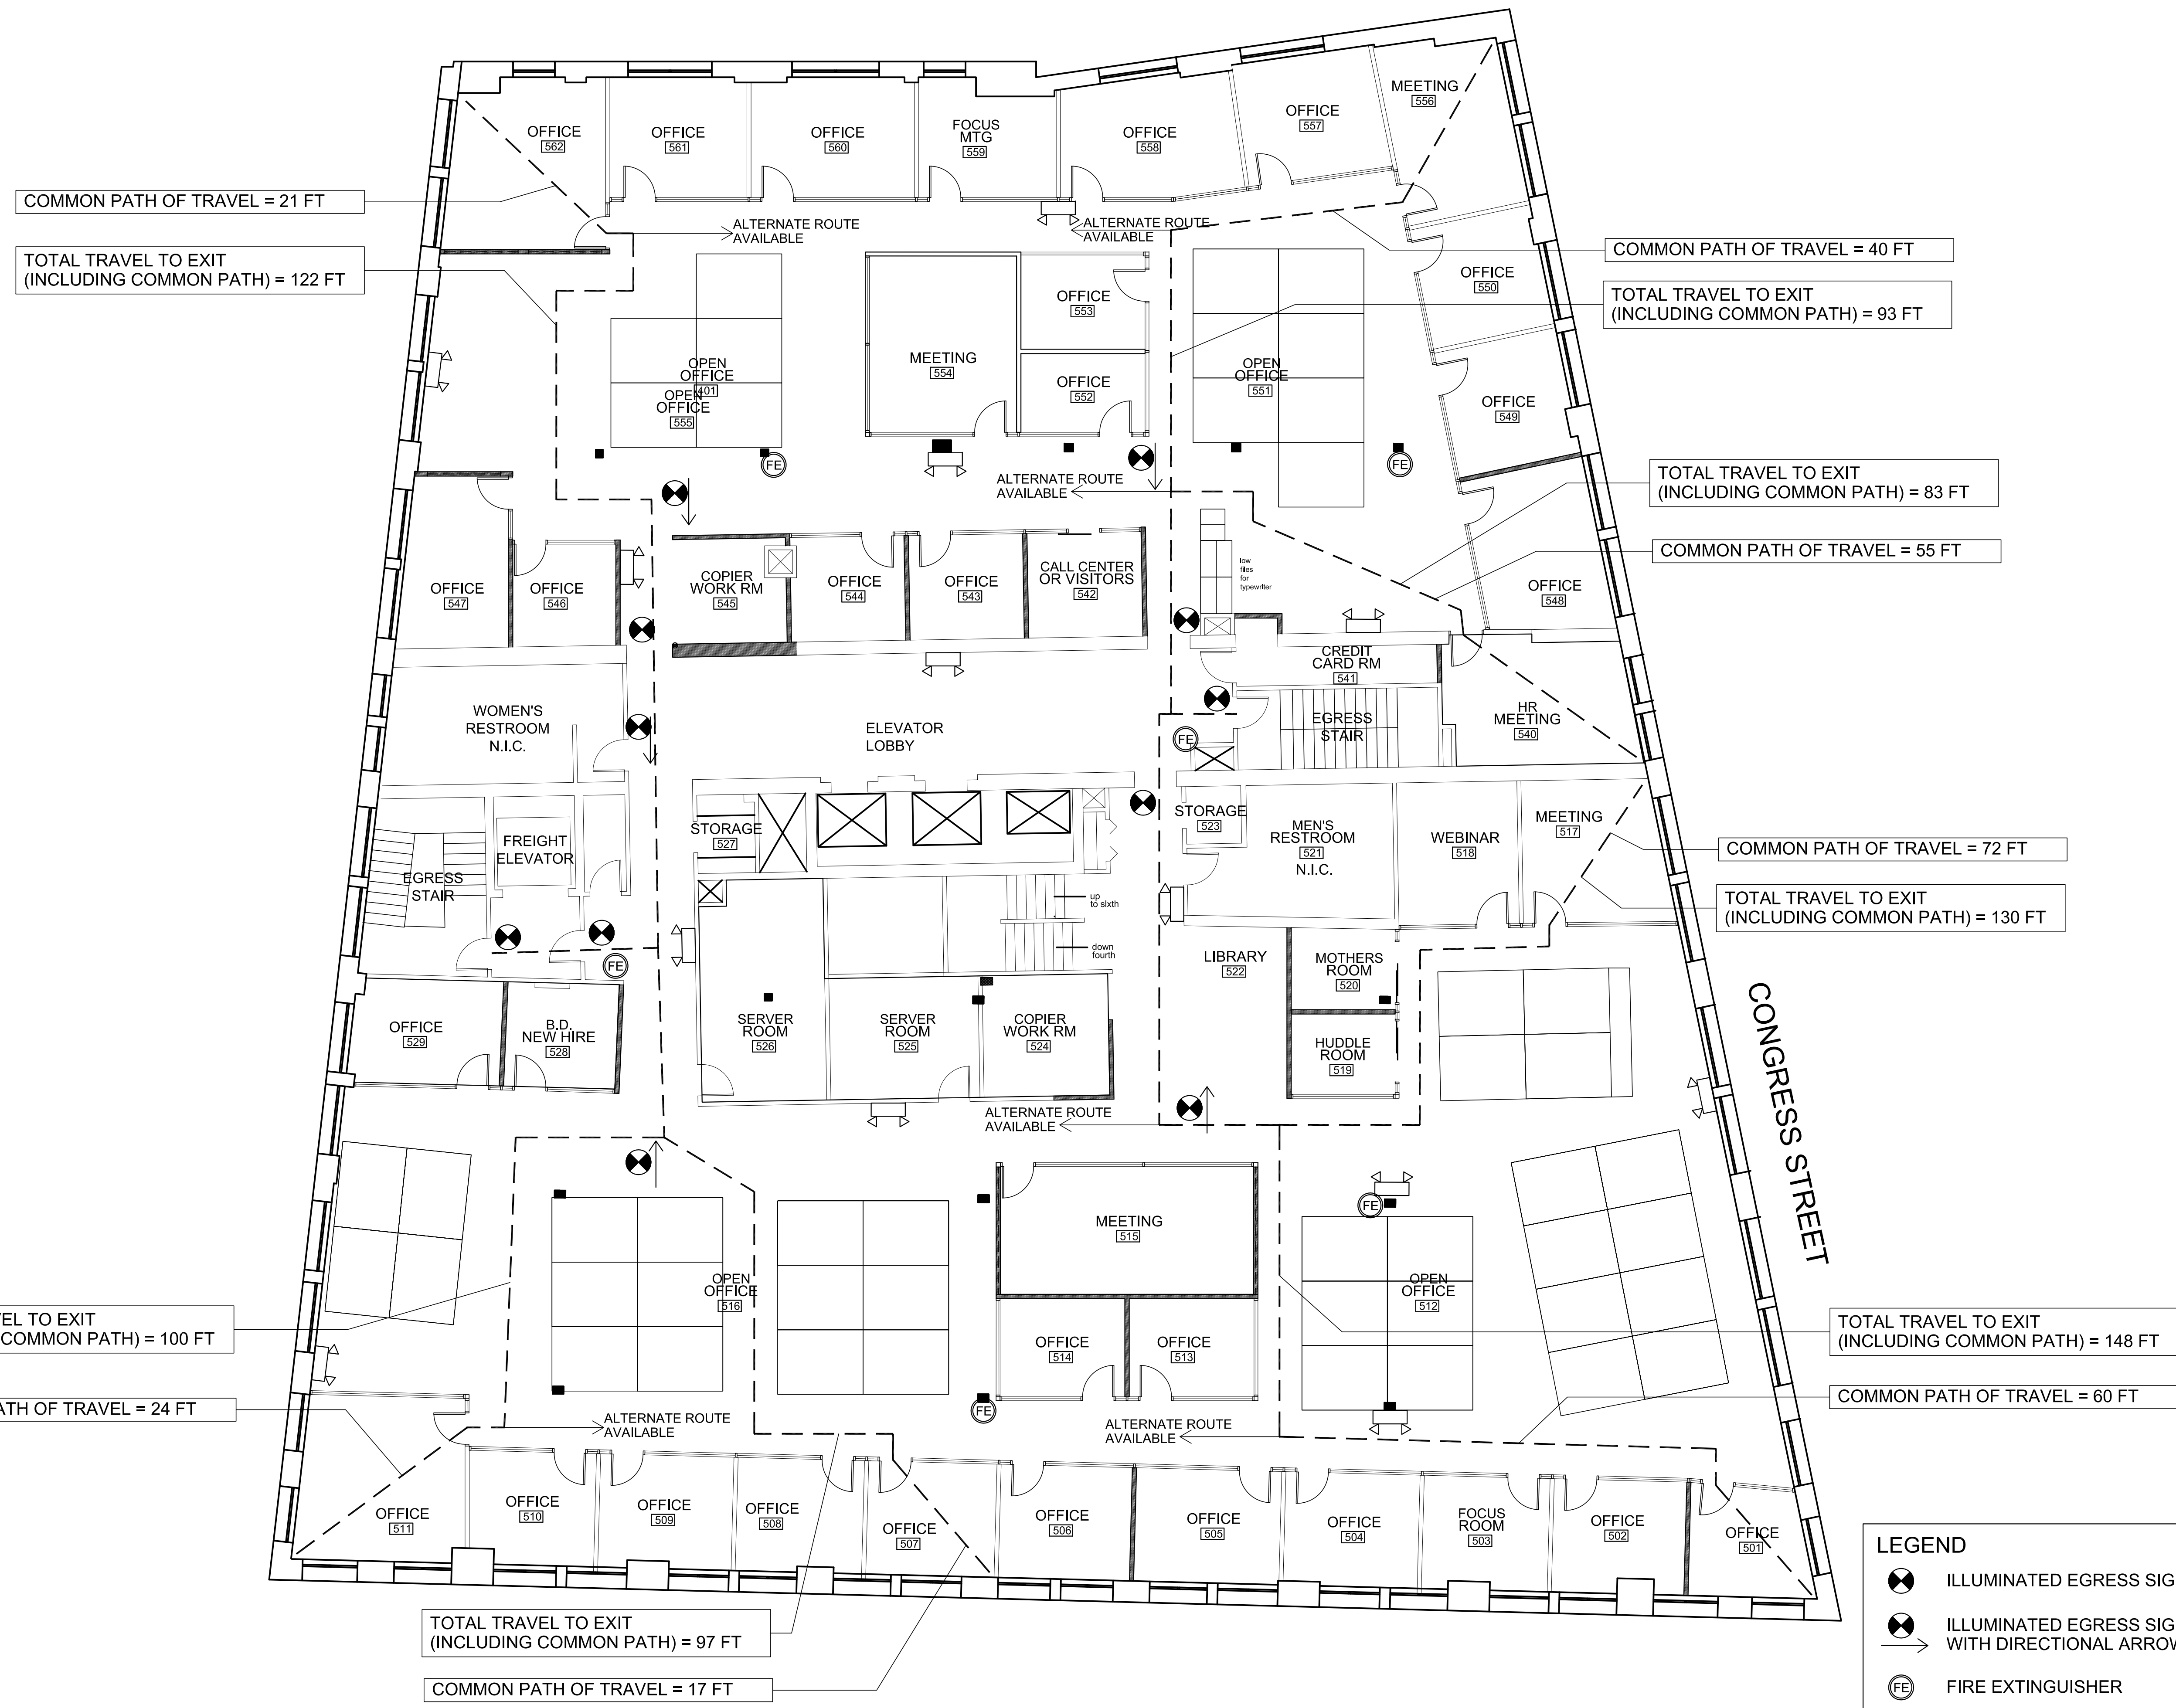 MEETING
556
OFFICE
557
OFFICE
562
OFFICE
561
OFFICE
560
FOCUS
MTG
559
OFFICE
558
COMMON PATH OF TRAVEL = 21 FT
ALTERNATE ROUTE
AVAILABLE
ALTERNATE ROUTE
AVAILABLE
COMMON PATH OF TRAVEL = 40 FT
TOTAL TRAVEL TO EXIT
(INCLUDING COMMON PATH) = 122 FT
OFFICE
550
TOTAL TRAVEL TO EXIT
(INCLUDING COMMON PATH) = 93 FT
OFFICE
553
MEETING
554
OPEN
OFFICE
401
OPEN
OFFICE
555
OFFICE
552
OPEN
OFFICE
551
OFFICE
549
FE
FE
ALTERNATE ROUTE
AVAILABLE
TOTAL TRAVEL TO EXIT
(INCLUDING COMMON PATH) = 83 FT
COMMON PATH OF TRAVEL = 55 FT
OFFICE
547
OFFICE
546
COPIER
WORK RM
545
OFFICE
544
OFFICE
543
CALL CENTER
OR VISITORS
542
low
files
for
typewriter
OFFICE
548
CREDIT
CARD RM
541
WOMEN'S
RESTROOM
N.I.C.
ELEVATOR
LOBBY
FE
EGRESS
STAIR
HR
MEETING
540
STORAGE
527
FREIGHT
ELEVATOR
EGRESS
STAIR
STORAGE
523
MEN'S
RESTROOM
521
N.I.C.
WEBINAR
518
MEETING
517
COMMON PATH OF TRAVEL = 72 FT
TOTAL TRAVEL TO EXIT
(INCLUDING COMMON PATH) = 130 FT
up
to sixth
down
fourth
FE
LIBRARY
522
MOTHERS
ROOM
520
OFFICE
529
B.D.
NEW HIRE
528
SERVER
ROOM
526
SERVER
ROOM
525
COPIER
WORK RM
524
HUDDLE
ROOM
519
CONGRESS STREET
ALTERNATE ROUTE
AVAILABLE
FE
MEETING
515
OPEN
OFFICE
516
OPEN
OFFICE
512
VEL TO EXIT
COMMON PATH) = 100 FT
TOTAL TRAVEL TO EXIT
(INCLUDING COMMON PATH) = 148 FT
OFFICE
514
OFFICE
513
ATH OF TRAVEL = 24 FT
COMMON PATH OF TRAVEL = 60 FT
FE
ALTERNATE ROUTE
AVAILABLE
ALTERNATE ROUTE
AVAILABLE
OFFICE
511
OFFICE
510
OFFICE
509
OFFICE
508
OFFICE
507
OFFICE
506
OFFICE
505
OFFICE
504
FOCUS
ROOM
503
OFFICE
502
OFFICE
501
TOTAL TRAVEL TO EXIT
(INCLUDING COMMON PATH) = 97 FT
COMMON PATH OF TRAVEL = 17 FT
LEGEND
ILLUMINATED EGRESS SIG
ILLUMINATED EGRESS SIG
WITH DIRECTIONAL ARROW
FE FIRE EXTINGUISHER